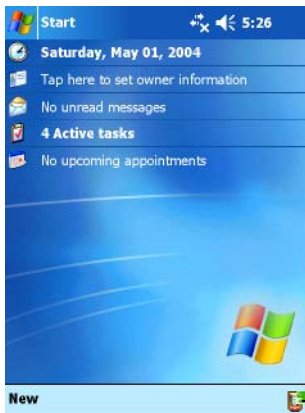 Start 5:26
Saturday, May 01, 2004
Tap here to set owner information
No unread messages
4 Active tasks
No upcoming appointments
New